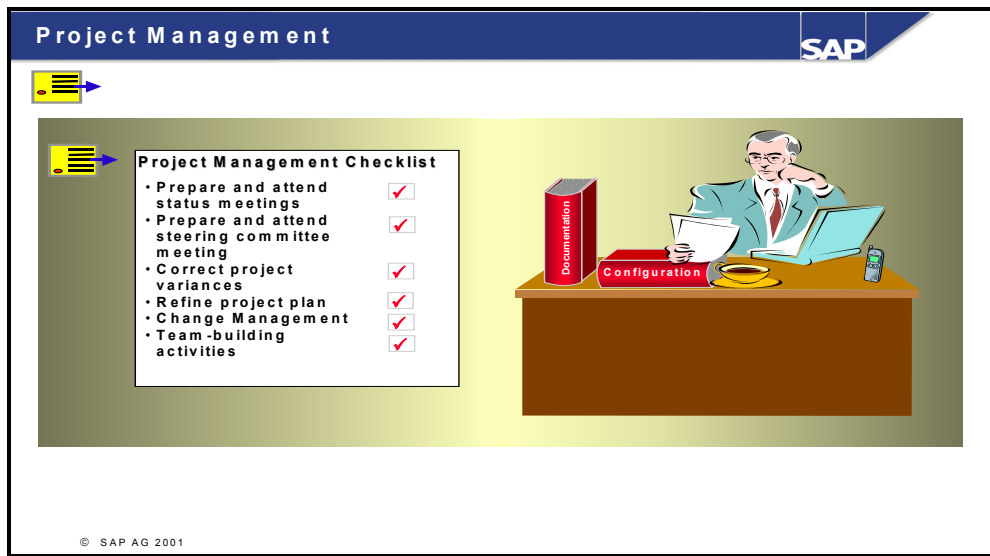 Project Management
SAP
Project Management Checklist
• Prepare and attend
status meetings
• Prepare and attend
steering committee
meeting
• Correct project
variances
• Refine project plan
• Change Management
• Team-building
activities
Documentation
Configuration
© SAP AG 2001